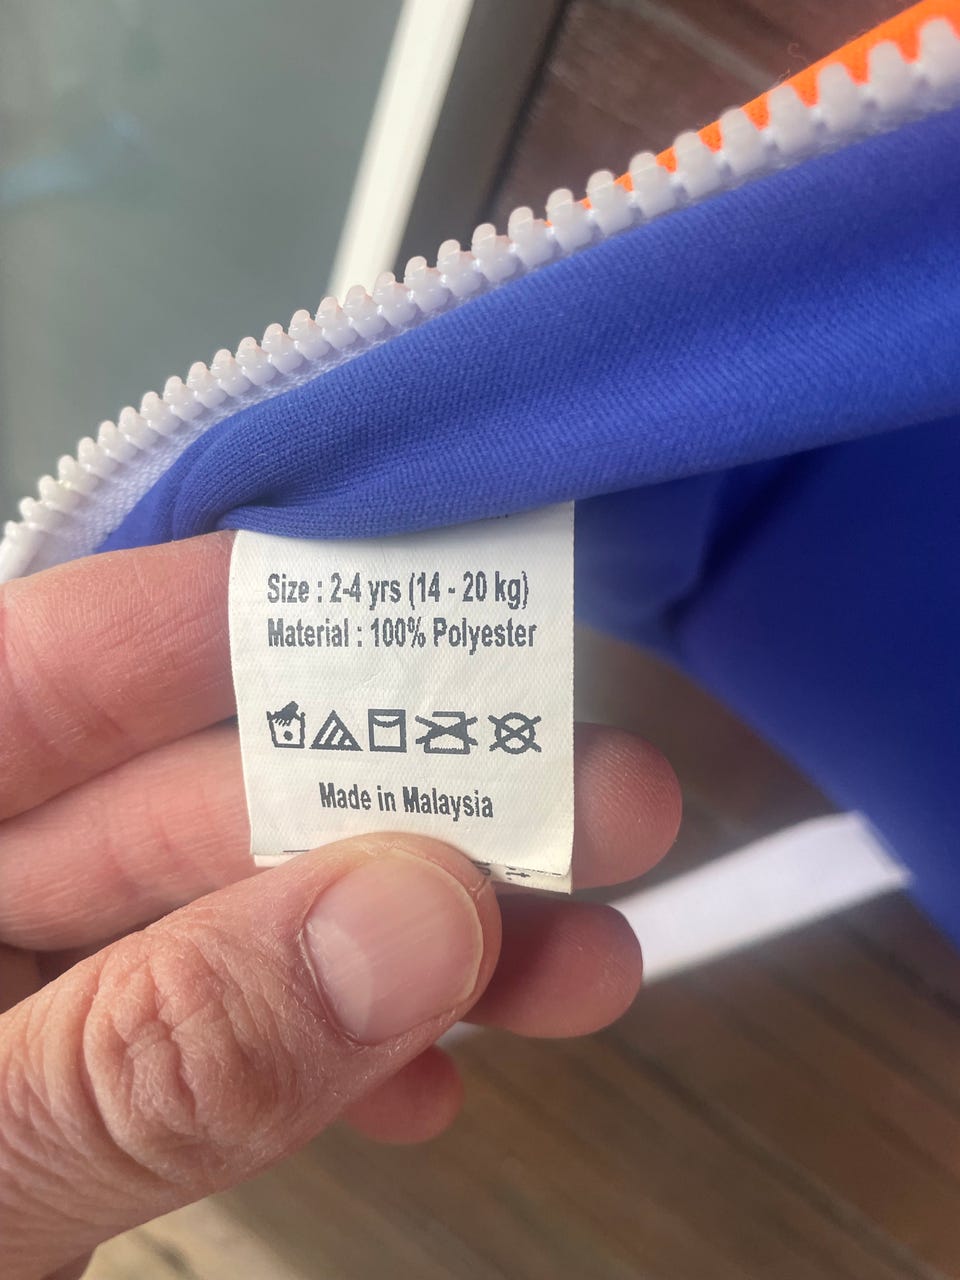 Size : 2-4 yrs (14 - 20 kg)
Material : 100% Polyester
Made in Malaysia